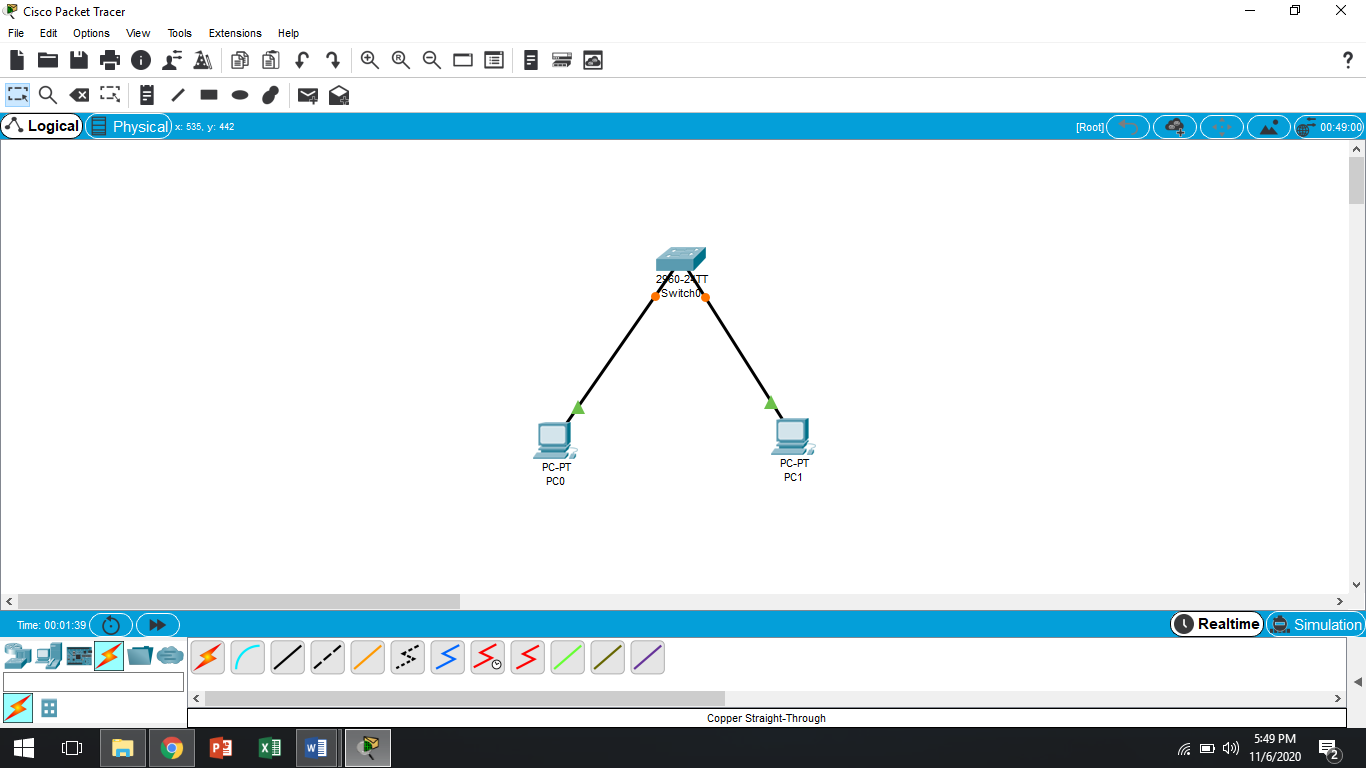 Cisco Packet Tracer
File Edit Options View Tools Extensions Help
Logical Physical x: 535, y: 442 [Root] 00:49:00
2960-24TT
Switch0
PC-PT
PC0
PC-PT
PC1
Time: 00:01:39 Realtime Simulation
Copper Straight-Through
5:49 PM
11/6/2020
2